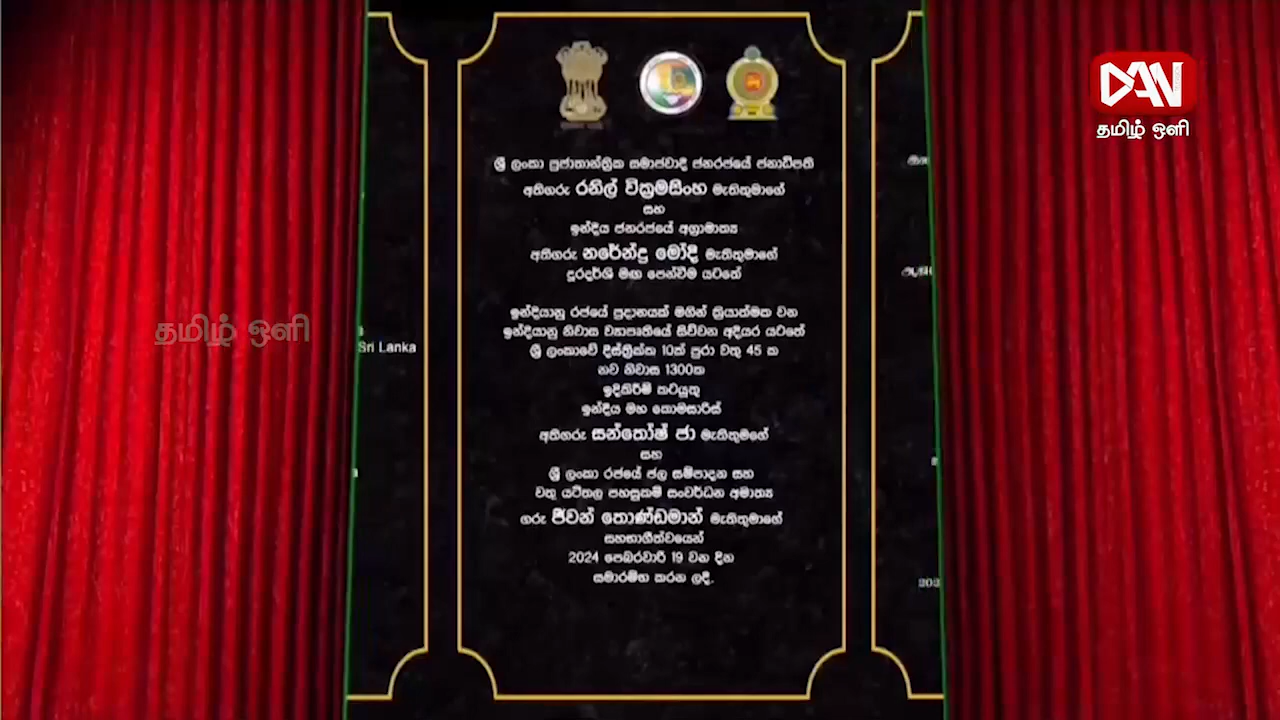 DAN
தமிழ் ஒளி
ශ්‍රී ලංකා ප්‍රජාතාන්ත්‍රික සමාජවාදී ජනරජයේ ජනාධිපති
අතිගරු රනිල් වික්‍රමසිංහ මැතිතුමාගේ
සහ
ඉන්දීය ජනරජයේ අග්‍රාමාත්‍ය
අතිගරු නරේන්ද්‍ර මෝදි මැතිතුමාගේ
දූරදර්ශී මඟ පෙන්වීම යටතේ
ඉන්දියානු රජයේ ප්‍රදානයක් මගින් ක්‍රියාත්මක වන
ඉන්දියානු නිවාස ව්‍යාපෘතියේ සිව්වන අදියර යටතේ
ශ්‍රී ලංකාවේ දිස්ත්‍රික්ක 10ක් පුරා වතු 45 ක
නව නිවාස 1300ක
ඉදිකිරීම් කටයුතු
ඉන්දීය මහ කොමසාරිස්
අතිගරු සන්තෝෂ් ජා මැතිතුමගේ
සහ
ශ්‍රී ලංකා රජයේ ජල සම්පාදන සහ
වතු යටිතල පහසුකම් සංවර්ධන අමාත්‍ය
ගරු ජීවන් තොණ්ඩමාන් මැතිතුමාගේ
සහභාගීත්වයෙන්
2024 පෙබරවාරි 19 වන දින
සමාරම්භ කරන ලදී.
தமிழ் ஒளி
Sri Lanka